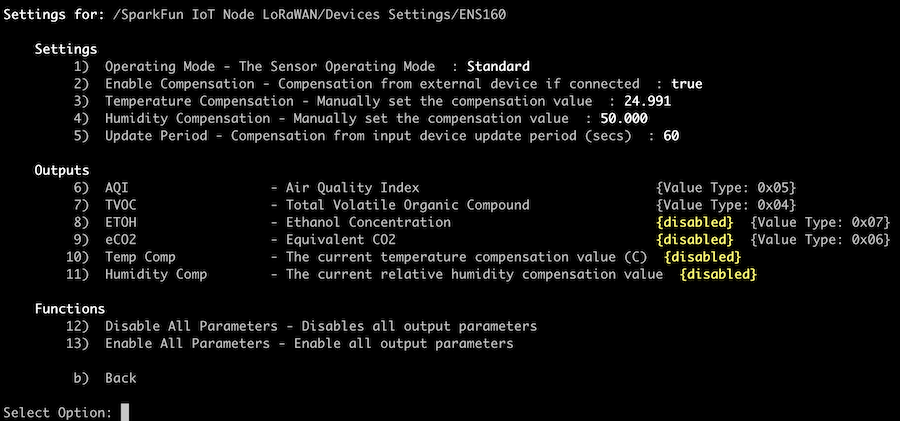 Settings for: /SparkFun IoT Node LoRaWAN/Devices Settings/ENS160
Settings
1) Operating Mode - The Sensor Operating Mode : Standard
2) Enable Compensation - Compensation from external device if connected : true
3) Temperature Compensation - Manually set the compensation value : 24.991
4) Humidity Compensation - Manually set the compensation value : 50.000
5) Update Period - Compensation from input device update period (secs) : 60
Outputs
6) AQI - Air Quality Index {Value Type: 0x05}
7) TVOC - Total Volatile Organic Compound {Value Type: 0x04}
8) ETOH - Ethanol Concentration {disabled} {Value Type: 0x07}
9) eCO2 - Equivalent CO2 {disabled} {Value Type: 0x06}
10) Temp Comp - The current temperature compensation value (C) {disabled}
11) Humidity Comp - The current relative humidity compensation value {disabled}
Functions
12) Disable All Parameters - Disables all output parameters
13) Enable All Parameters - Enable all output parameters
b) Back
Select Option: